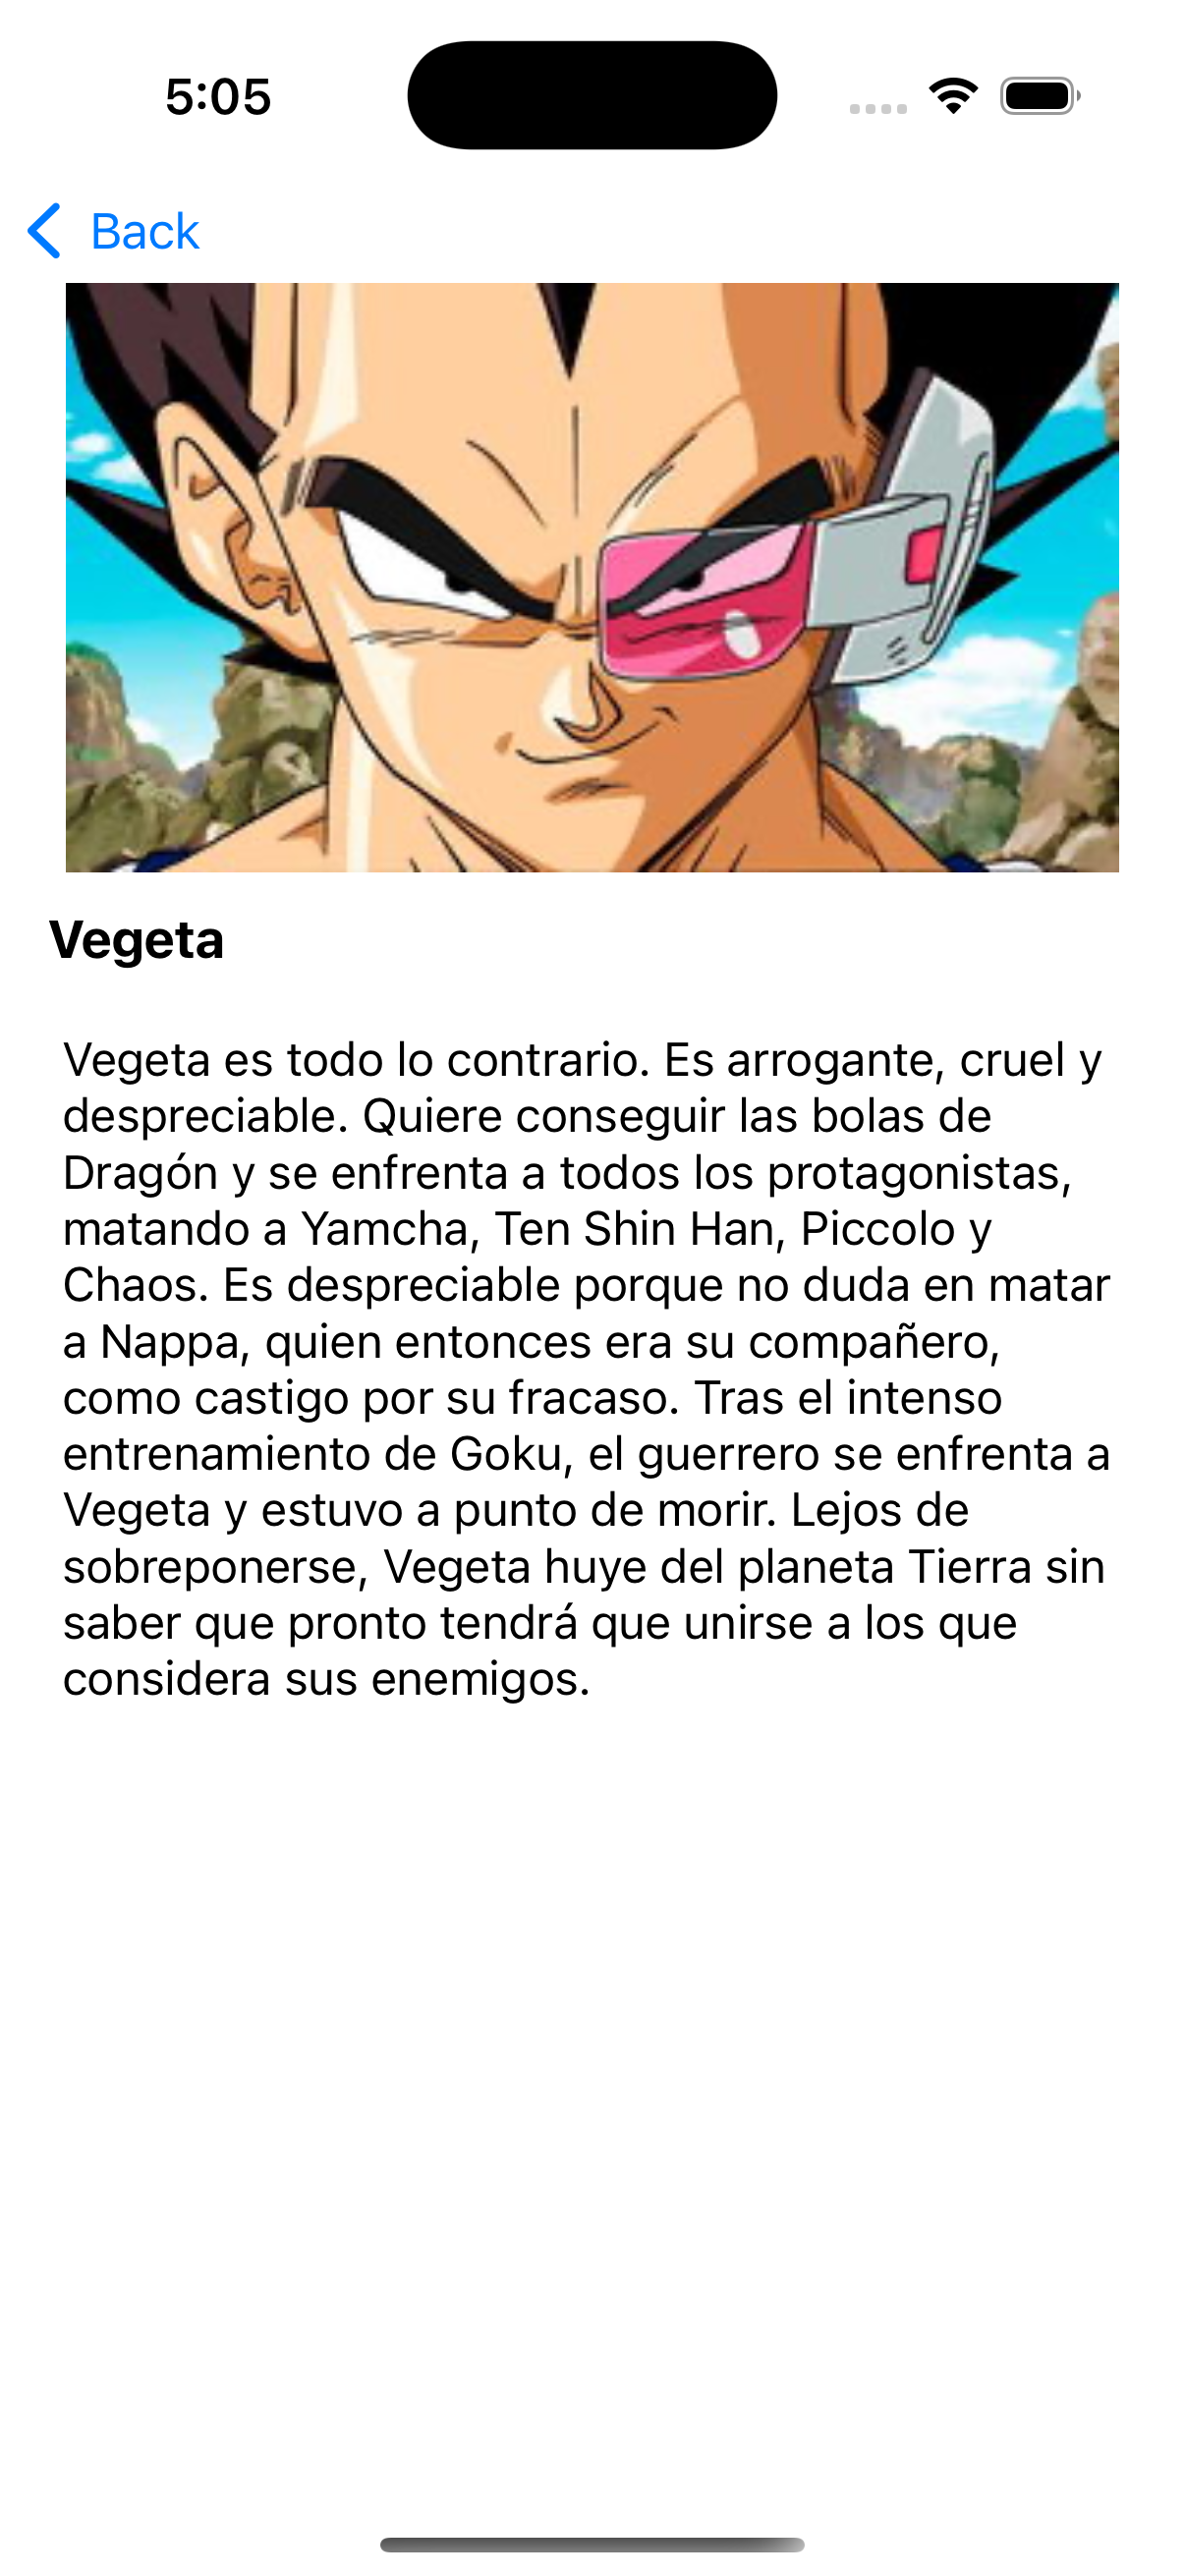 5:05
Back
Vegeta
Vegeta es todo lo contrario. Es arrogante, cruel y
despreciable. Quiere conseguir las bolas de
Dragón y se enfrenta a todos los protagonistas,
matando a Yamcha, Ten Shin Han, Piccolo y
Chaos. Es despreciable porque no duda en matar
a Nappa, quien entonces era su compañero,
como castigo por su fracaso. Tras el intenso
entrenamiento de Goku, el guerrero se enfrenta a
Vegeta y estuvo a punto de morir. Lejos de
sobreponerse, Vegeta huye del planeta Tierra sin
saber que pronto tendrá que unirse a los que
considera sus enemigos.